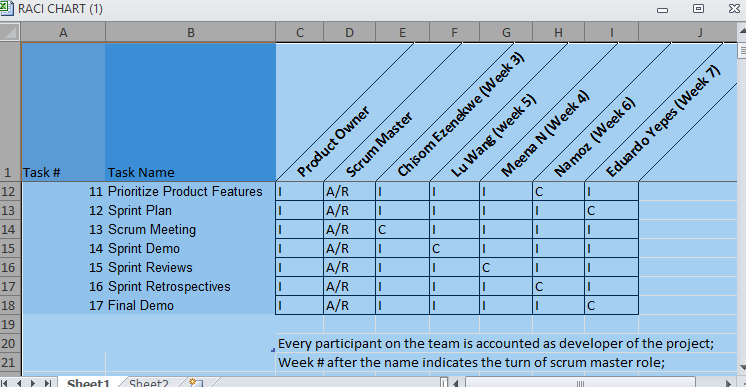 RACI CHART (1)
A B C D E F G H I J
1 Task # Task Name Product Owner Scrum Master Chisom Ezenekwe (Week 3) Lu Wang (week 5) Meena N (Week 4) Namoz (Week 6) Eduardo Yepes (Week 7)
12 11 Prioritize Product Features I A/R I I I C I
13 12 Sprint Plan I A/R I I I I C
14 13 Scrum Meeting I A/R C I I I I
15 14 Sprint Demo I A/R I C I I I
16 15 Sprint Reviews I A/R I I C I I
17 16 Sprint Retrospectives I A/R I I I C I
18 17 Final Demo I A/R I I I I C
19
20 Every participant on the team is accounted as developer of the project;
21 Week # after the name indicates the turn of scrum master role;
Sheet1 Sheet2